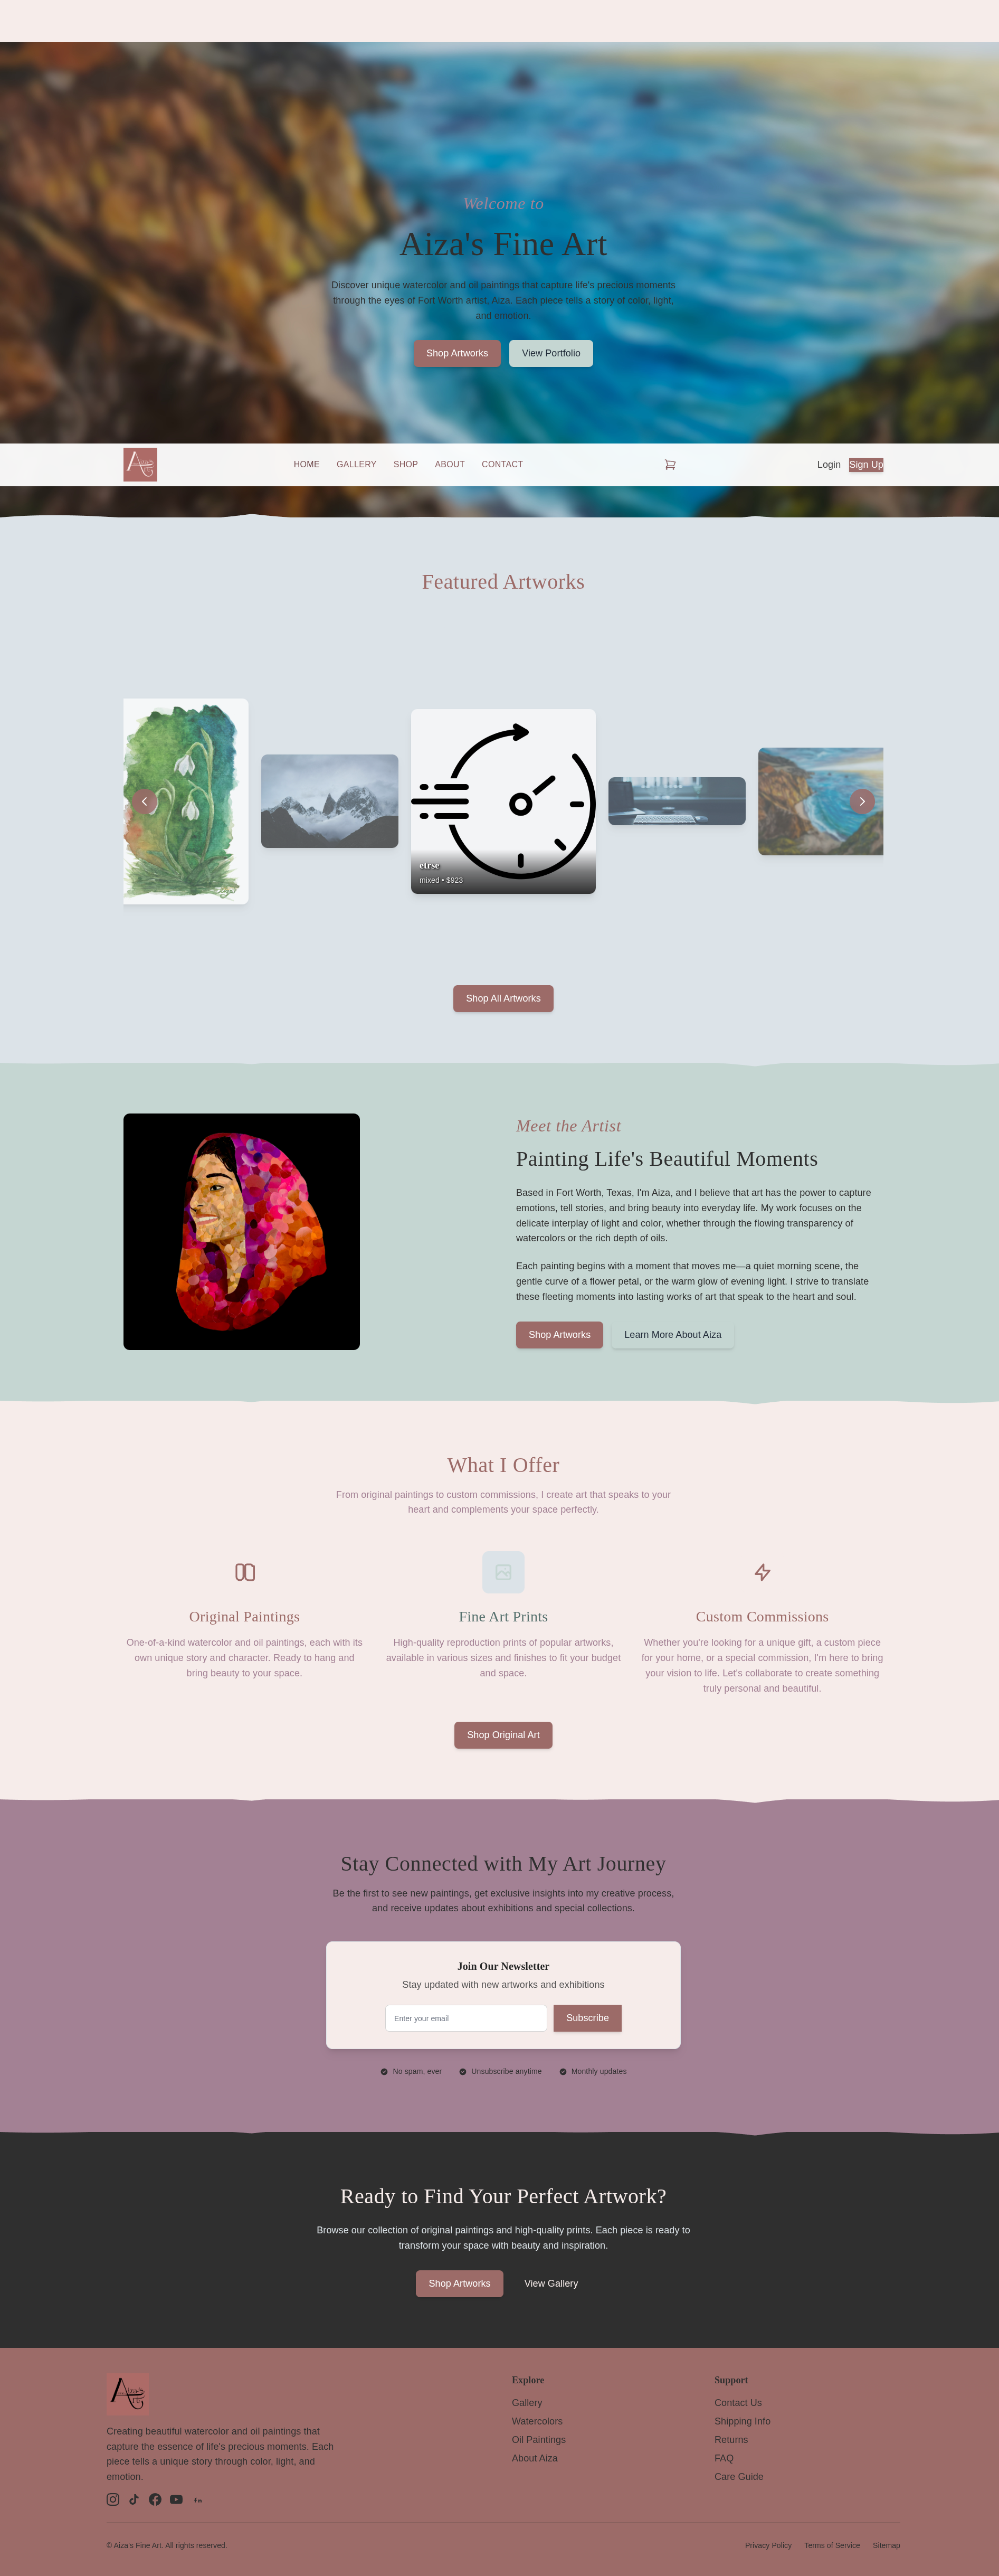 Welcome to
Aiza's Fine Art
Discover unique watercolor and oil paintings that capture life's precious moments
through the eyes of Fort Worth artist, Aiza. Each piece tells a story of color, light,
and emotion.
Shop Artworks
View Portfolio
HOME
GALLERY
SHOP
ABOUT
CONTACT
Login
Sign Up
Featured Artworks
etrse
mixed • $923
Shop All Artworks
Meet the Artist
Painting Life's Beautiful Moments
Based in Fort Worth, Texas, I'm Aiza, and I believe that art has the power to capture
emotions, tell stories, and bring beauty into everyday life. My work focuses on the
delicate interplay of light and color, whether through the flowing transparency of
watercolors or the rich depth of oils.
Each painting begins with a moment that moves me—a quiet morning scene, the
gentle curve of a flower petal, or the warm glow of evening light. I strive to translate
these fleeting moments into lasting works of art that speak to the heart and soul.
Shop Artworks
Learn More About Aiza
What I Offer
From original paintings to custom commissions, I create art that speaks to your
heart and complements your space perfectly.
Original Paintings
One-of-a-kind watercolor and oil paintings, each with its
own unique story and character. Ready to hang and
bring beauty to your space.
Fine Art Prints
High-quality reproduction prints of popular artworks,
available in various sizes and finishes to fit your budget
and space.
Custom Commissions
Whether you're looking for a unique gift, a custom piece
for your home, or a special commission, I'm here to bring
your vision to life. Let's collaborate to create something
truly personal and beautiful.
Shop Original Art
Stay Connected with My Art Journey
Be the first to see new paintings, get exclusive insights into my creative process,
and receive updates about exhibitions and special collections.
Join Our Newsletter
Stay updated with new artworks and exhibitions
Enter your email
Subscribe
No spam, ever
Unsubscribe anytime
Monthly updates
Ready to Find Your Perfect Artwork?
Browse our collection of original paintings and high-quality prints. Each piece is ready to
transform your space with beauty and inspiration.
Shop Artworks
View Gallery
Creating beautiful watercolor and oil paintings that
capture the essence of life's precious moments. Each
piece tells a unique story through color, light, and
emotion.
Explore
Gallery
Watercolors
Oil Paintings
About Aiza
Support
Contact Us
Shipping Info
Returns
FAQ
Care Guide
© Aiza's Fine Art. All rights reserved.
Privacy Policy
Terms of Service
Sitemap